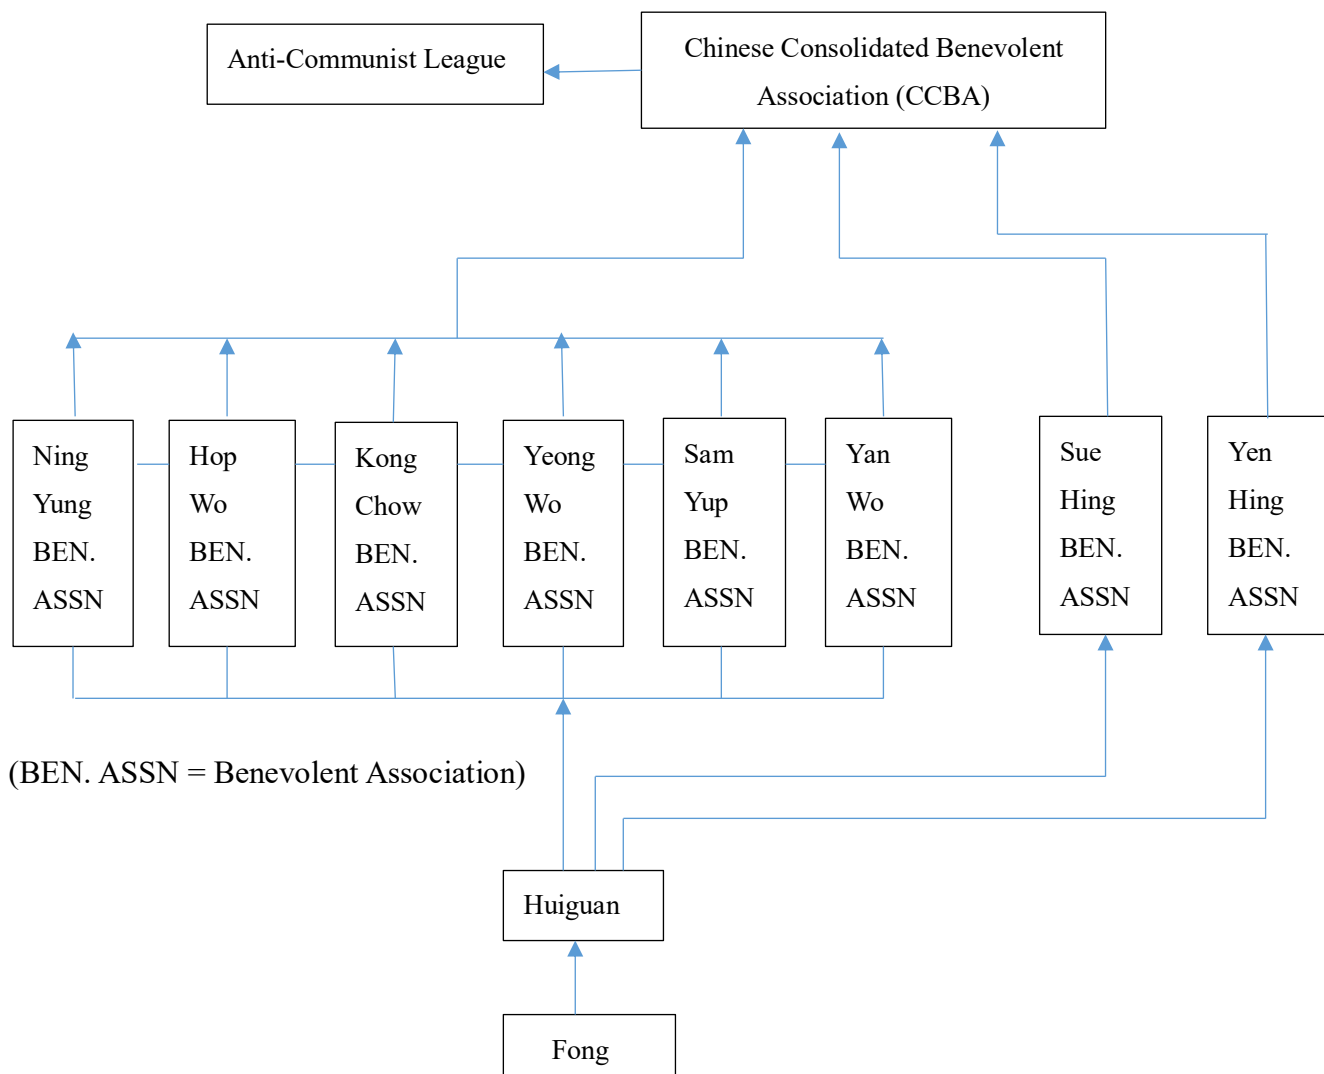 Anti-Communist League
Chinese Consolidated Benevolent
Association (CCBA)
Ning
Yung
BEN.
ASSN
Hop
Wo
BEN.
ASSN
Kong
Chow
BEN.
ASSN
Yeong
Wo
BEN.
ASSN
Sam
Yup
BEN.
ASSN
Yan
Wo
BEN.
ASSN
Sue
Hing
BEN.
ASSN
Yen
Hing
BEN.
ASSN
(BEN. ASSN = Benevolent Association)
Huiguan
Fong